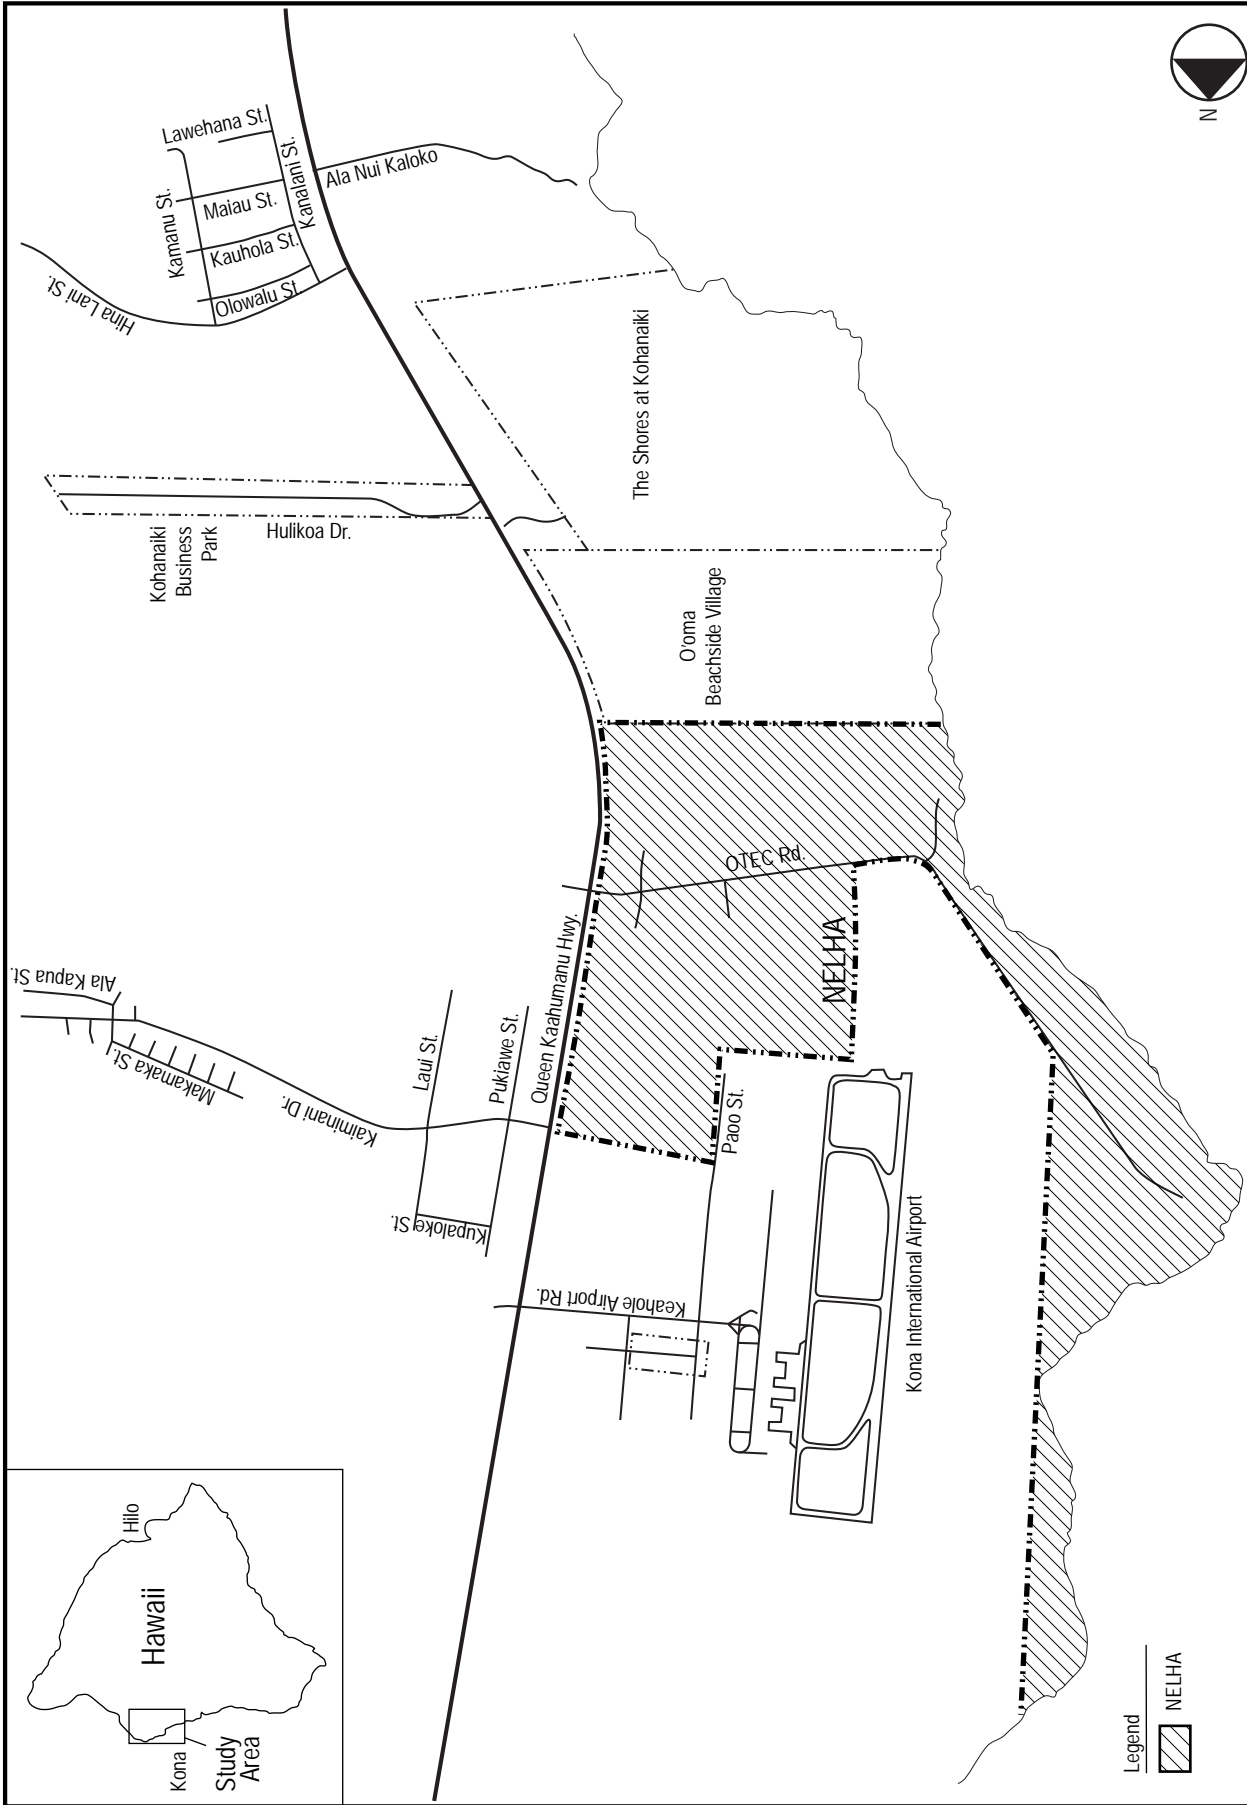 N
Lawehana St.
Kanalani St.
Ala Nui Kaloko
Kamanu St.
Maiau St.
Kauhola St.
Olowalu St
Hina Lani St.
The Shores at Kohanaiki
Kohanaiki
Business
Park
Hulikoa Dr.
O'oma
Beachside Village
OTEC Rd.
NELHA
Queen Kaahumanu Hwy.
Ala Kapua St.
Makamaka St.
Kaiminani Dr.
Laui St.
Pukiawe St.
Kupaloke St.
Paoo St.
Keahole Airport Rd.
Kona International Airport
Hilo
Hawaii
Kona
Study
Area
Legend
NELHA